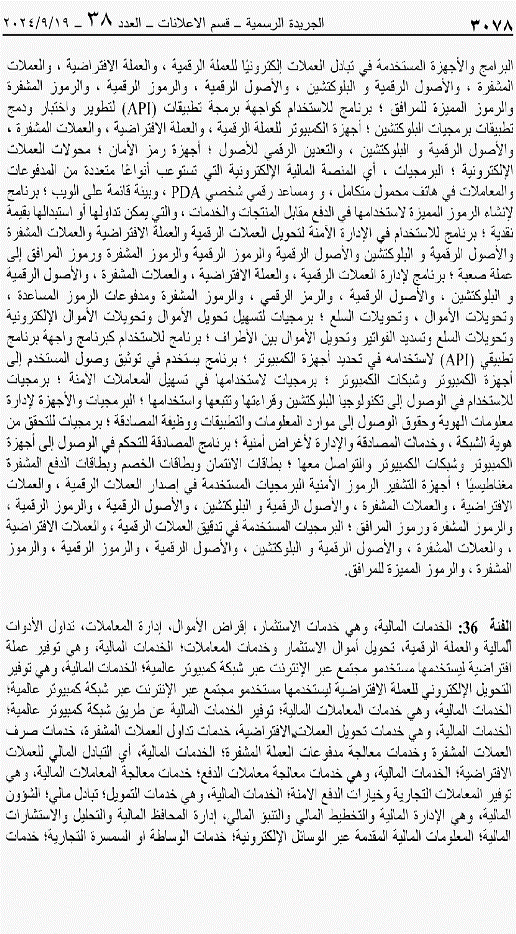 ٣٠٧٨ الجريدة الرسمية ـ قسم الاعلانات ـ العدد ٣٨ ـ ٢٠٢٤/٩/١٩
البرامج والأجهزة المستخدمة في تبادل العملات إلكترونيًا للعملة الرقمية ، والعملة الافتراضية ، والعملات
المشفرة ، والأصول الرقمية و البلوكتشين ، والأصول الرقمية ، والرموز الرقمية ، والرموز المشفرة
والرموز المميزة للمرافق ؛ برنامج للاستخدام كواجهة برمجة تطبيقات (API) لتطوير واختبار ودمج
تطبيقات برمجيات البلوكتشين ؛ أجهزة الكمبيوتر للعملة الرقمية ، والعملة الافتراضية ، والعملات المشفرة ،
والأصول الرقمية و البلوكتشين ، والتعدين الرقمي للأصول ؛ أجهزة رمز الأمان ؛ محولات العملات
الإلكترونية ؛ البرمجيات ، أي المنصة المالية الإلكترونية التي تستوعب أنواعًا متعددة من المدفوعات
والمعاملات في هاتف محمول متكامل ، و ومساعد رقمي شخصي PDA ، وبيئة قائمة على الويب ؛ برنامج
لإنشاء الرموز المميزة لاستخدامها في الدفع مقابل المنتجات والخدمات ، والتي يمكن تداولها أو استبدالها بقيمة
نقدية ؛ برنامج للاستخدام في الإدارة الآمنة لتحويل العملات الرقمية والعملة الافتراضية والعملات المشفرة
والأصول الرقمية و البلوكتشين والأصول الرقمية والرموز الرقمية والرموز المشفرة ورموز المرافق إلى
عملة صعبة ؛ برنامج لإدارة العملات الرقمية ، والعملة الافتراضية ، والعملات المشفرة ، والأصول الرقمية
و البلوكتشين ، والأصول الرقمية ، والرمز الرقمي ، والرموز المشفرة ومدفوعات الرموز المساعدة ،
وتحويلات الأموال ، وتحويلات السلع ؛ برمجيات لتسهيل تحويل الأموال وتحويلات الأموال الإلكترونية
وتحويلات السلع وتسديد الفواتير وتحويل الأموال بين الأطراف ؛ برنامج للاستخدام كبرنامج واجهة برنامج
تطبيقي (API) لاستخدامه في تحديد أجهزة الكمبيوتر ؛ برنامج يستخدم في توثيق وصول المستخدم إلى
أجهزة الكمبيوتر وشبكات الكمبيوتر ؛ برمجيات لاستخدامها في تسهيل المعاملات الامنة ؛ برمجيات
للاستخدام في الوصول إلى تكنولوجيا البلوكتشين وقراءتها وتتبعها واستخدامها ؛ البرمجيات والأجهزة لإدارة
معلومات الهوية وحقوق الوصول إلى موارد المعلومات والتطبيقات ووظيفة المصادقة ؛ برمجيات للتحقق من
هوية الشبكة ، وخدمات المصادقة والإدارة لأغراض أمنية ؛ برنامج المصادقة للتحكم في الوصول إلى أجهزة
الكمبيوتر وشبكات الكمبيوتر والتواصل معها ؛ بطاقات الائتمان وبطاقات الخصم وبطاقات الدفع المشفرة
مغناطيسيًا ؛ أجهزة التشفير الرموز الأمنية البرمجيات المستخدمة في إصدار العملات الرقمية ، والعملات
الافتراضية ، والعملات المشفرة ، والأصول الرقمية و البلوكتشين ، والأصول الرقمية ، والرموز الرقمية ،
والرموز المشفرة ورموز المرافق ؛ البرمجيات المستخدمة في تدقيق العملات الرقمية ، والعملات الافتراضية
، والعملات المشفرة ، والأصول الرقمية و البلوكتشين ، والأصول الرقمية ، والرموز الرقمية ، والرموز
المشفرة ، والرموز المميزة للمرافق.
الفئة 36: الخدمات المالية، وهي خدمات الاستثمار، إقراض الأموال، إدارة المعاملات، تداول الأدوات
المالية والعملة الرقمية، تحويل أموال الاستثمار وخدمات المعاملات؛ الخدمات المالية، وهي توفير عملة
افتراضية ليستخدمها مستخدمو مجتمع عبر الإنترنت عبر شبكة كمبيوتر عالمية؛ الخدمات المالية، وهي توفير
التحويل الإلكتروني للعملة الافتراضية ليستخدمها مستخدمو مجتمع عبر الإنترنت عبر شبكة كمبيوتر عالمية؛
الخدمات المالية، وهي خدمات المعاملات المالية؛ توفير الخدمات المالية عن طريق شبكة كمبيوتر عالمية؛
الخدمات المالية، وهي خدمات تحويل العملات الافتراضية، خدمات تداول العملات المشفرة، خدمات صرف
العملات المشفرة وخدمات معالجة مدفوعات العملة المشفرة؛ الخدمات المالية، أي التبادل المالي للعملات
الافتراضية؛ الخدمات المالية، وهي خدمات معالجة معاملات الدفع؛ خدمات معالجة المعاملات المالية، وهي
توفير المعاملات التجارية وخيارات الدفع الامنة؛ الخدمات المالية، وهي خدمات التمويل؛ تبادل مالي؛ الشؤون
المالية، وهي الإدارة المالية والتخطيط المالي والتنبؤ المالي، إدارة المحافظ المالية والتحليل والاستشارات
المالية؛ المعلومات المالية المقدمة عبر الوسائل الإلكترونية؛ خدمات الوساطة او السمسرة التجارية؛ خدمات